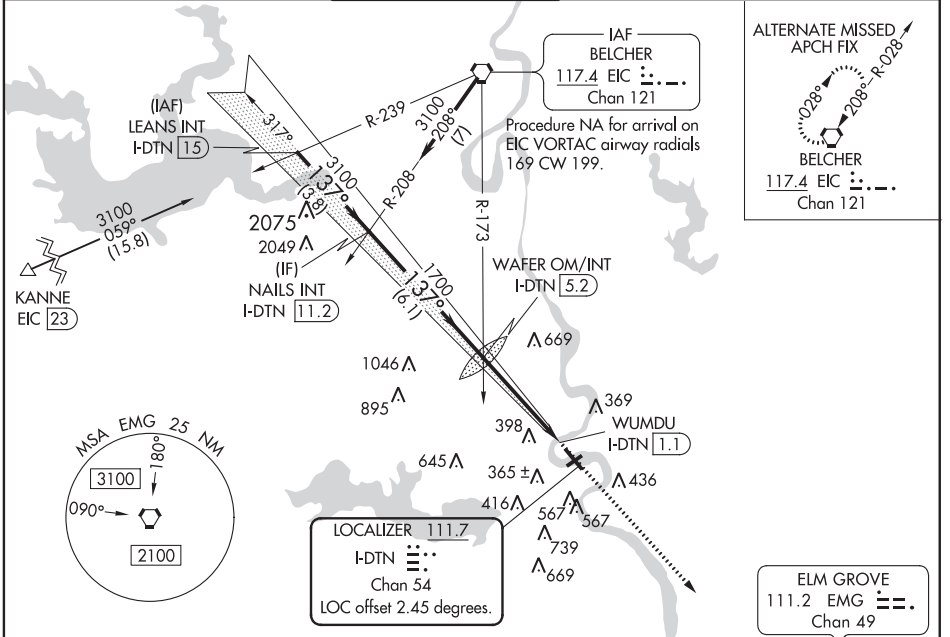 IAF
BELCHER
117.4 EIC
Chan 121
Procedure NA for arrival on
EIC VORTAC airway radials
169 CW 199.
ALTERNATE MISSED
APCH FIX
R-028
028°
208°
BELCHER
117.4 EIC
Chan 121
(IAF)
LEANS INT
I-DTN 15
317°
R-239
3100
208°
(7)
3100
137°
(3.8)
R-208
R-173
2075
2049
3100
059°
(15.8)
KANNE
EIC 23
(IF)
NAILS INT
I-DTN 11.2
1700
137°
(6.1)
WAFER OM/INT
I-DTN 5.2
669
1046
895
369
398
WUMDU
I-DTN 1.1
645
365 ±
436
416
567
567
739
669
MSA EMG 25 NM
180°
3100
090°
2100
LOCALIZER 111.7
I-DTN
Chan 54
LOC offset 2.45 degrees.
ELM GROVE
111.2 EMG
Chan 49